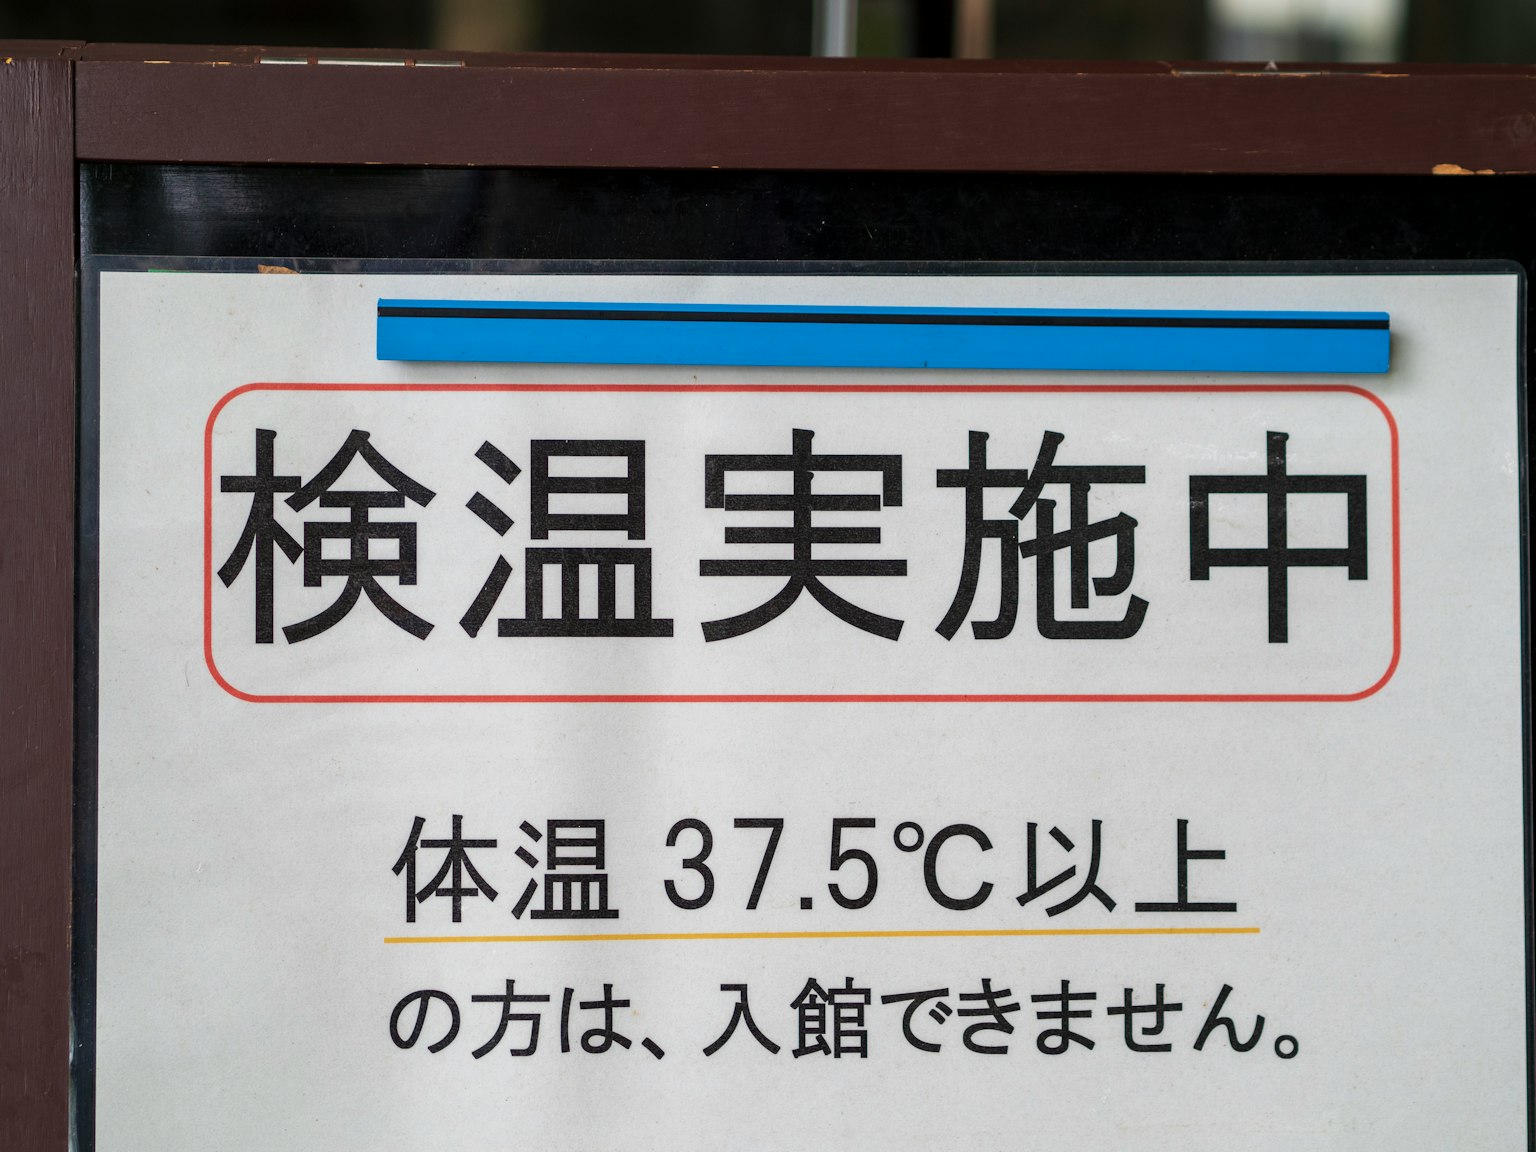 検温実施中
体温 37.5℃以上
の方は、入館できません。